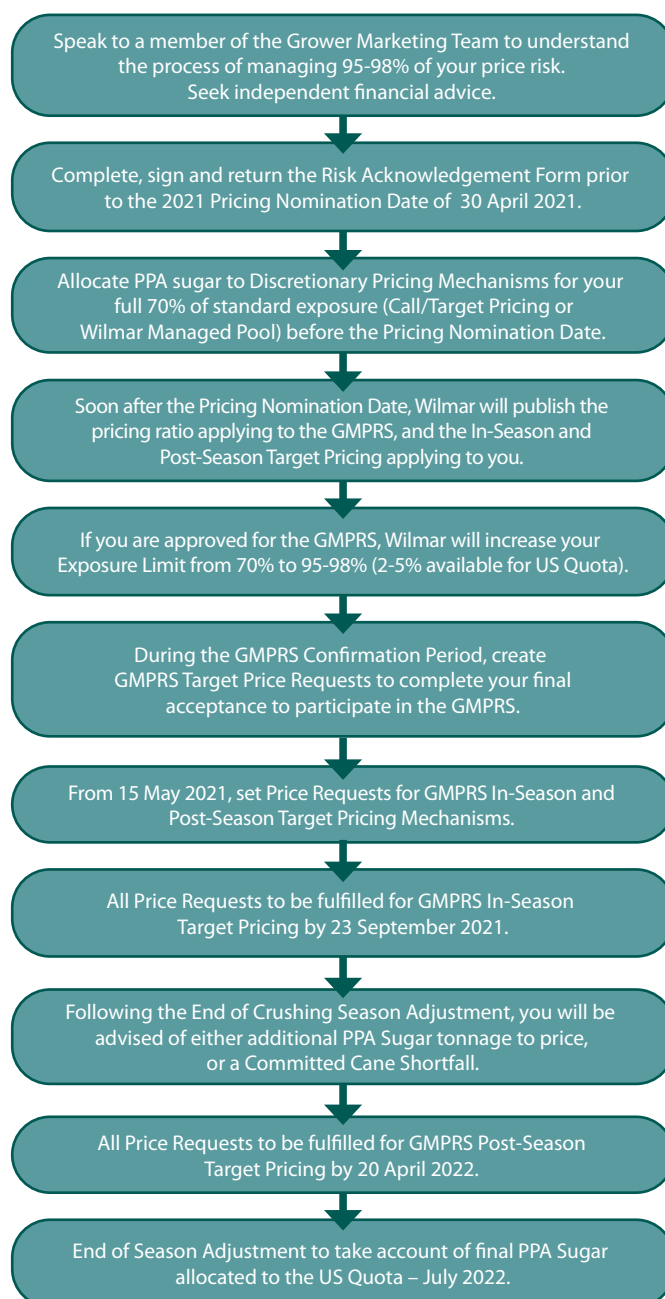 Speak to a member of the Grower Marketing Team to understand
the process of managing 95-98% of your price risk.
Seek independent financial advice.
Complete, sign and return the Risk Acknowledgement Form prior
to the 2021 Pricing Nomination Date of 30 April 2021.
Allocate PPA sugar to Discretionary Pricing Mechanisms for your
full 70% of standard exposure (Call/Target Pricing or
Wilmar Managed Pool) before the Pricing Nomination Date.
Soon after the Pricing Nomination Date, Wilmar will publish the
pricing ratio applying to the GMPRS, and the In-Season and
Post-Season Target Pricing applying to you.
If you are approved for the GMPRS, Wilmar will increase your
Exposure Limit from 70% to 95-98% (2-5% available for US Quota).
During the GMPRS Confirmation Period, create
GMPRS Target Price Requests to complete your final
acceptance to participate in the GMPRS.
From 15 May 2021, set Price Requests for GMPRS In-Season and
Post-Season Target Pricing Mechanisms.
All Price Requests to be fulfilled for GMPRS In-Season
Target Pricing by 23 September 2021.
Following the End of Crushing Season Adjustment, you will be
advised of either additional PPA Sugar tonnage to price,
or a Committed Cane Shortfall.
All Price Requests to be fulfilled for GMPRS Post-Season
Target Pricing by 20 April 2022.
End of Season Adjustment to take account of final PPA Sugar
allocated to the US Quota – July 2022.